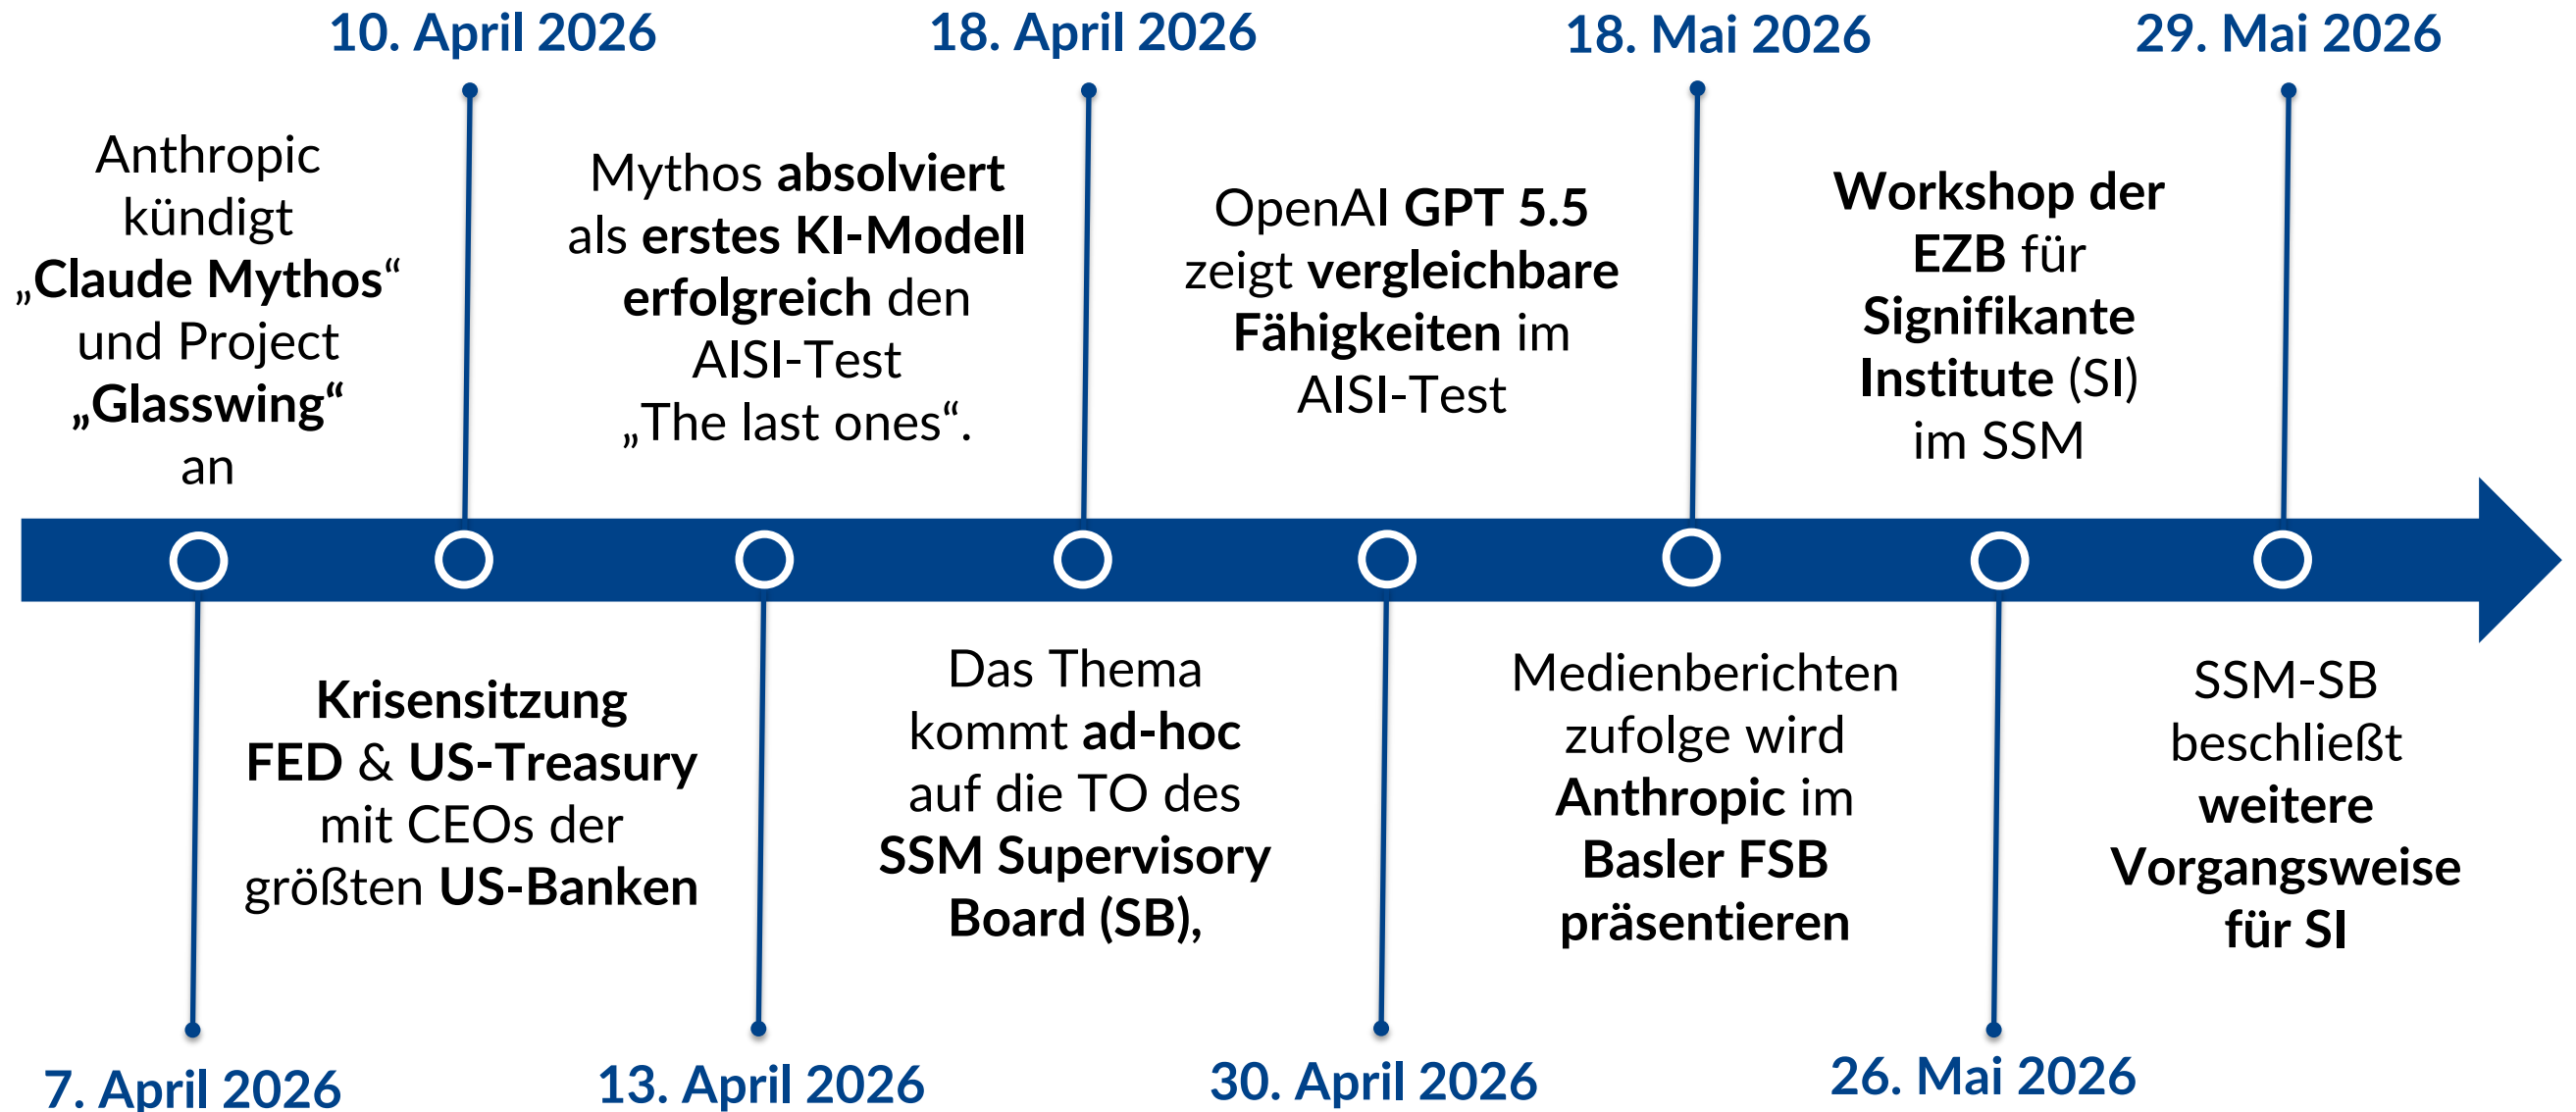 10. April 2026
18. April 2026
18. Mai 2026
29. Mai 2026
Anthropic
kündigt
„Claude Mythos“
und Project
„Glasswing“
an
Mythos absolviert
als erstes KI-Modell
erfolgreich den
AISI-Test
„The last ones“.
OpenAI GPT 5.5
zeigt vergleichbare
Fähigkeiten im
AISI-Test
Workshop der
EZB für
Signifikante
Institute (SI)
im SSM
Krisensitzung
FED & US-Treasury
mit CEOs der
größten US-Banken
Das Thema
kommt ad-hoc
auf die TO des
SSM Supervisory
Board (SB),
Medienberichten
zufolge wird
Anthropic im
Basler FSB
präsentieren
SSM-SB
beschließt
weitere
Vorgangsweise
für SI
7. April 2026
13. April 2026
30. April 2026
26. Mai 2026